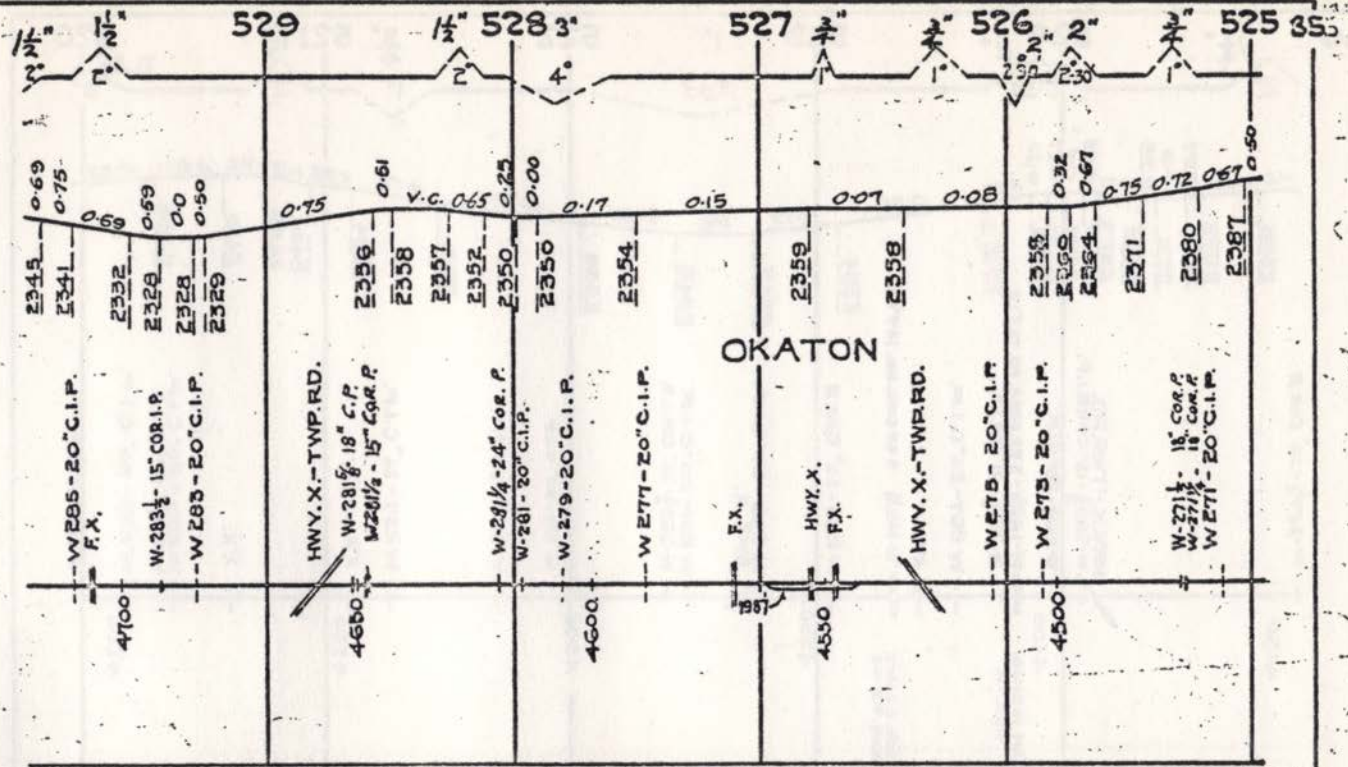 529 528 527 526 525 355
1½" 1½" 1½" 3" ¾" ¾" 2" 2" ¾"
2° 2° 2° 4° 1° 1° 2°30' 2°30' 1°
0.69 0.75 0.69 0.59 0.0 0.50 0.75 0.61 V.C. 0.65 0.25 0.00 0.17 0.15 0.07 0.08 0.32 0.67 0.75 0.72 0.67 0.50
2345 2341 2332 2328 2328 2329 2336 2358 2357 2352 2350 2350 2354 2359 2358 2358 2360 2364 2371 2380 2387
OKATON
W285-20" C.I.P.
F.X.
W-283½-15" COR.I.P.
W283-20" C.I.P.
HWY. X.-TWP. RD.
W-281⅝-18" C.P.
W281½-15" COR.P.
W-281¼-24" COR. P.
W-281-20" C.I.P.
W-279-20" C.I.P.
W277-20" C.I.P.
F.X.
HWY. X.
F.X.
HWY. X.-TWP. RD.
W275-20" C.I.P.
W273-20" C.I.P.
W-271½-18" COR.P.
18" COR.P.
W271-20" C.I.P.
4700 4650 4600 1987 4550 4500